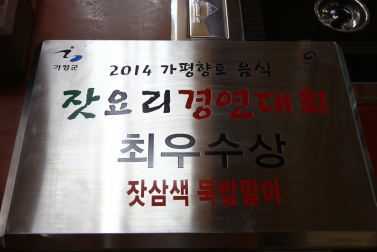 가평군
2014 가평향토 음식
잣요리경연대회
최우수상
잣삼색 묵밥말이